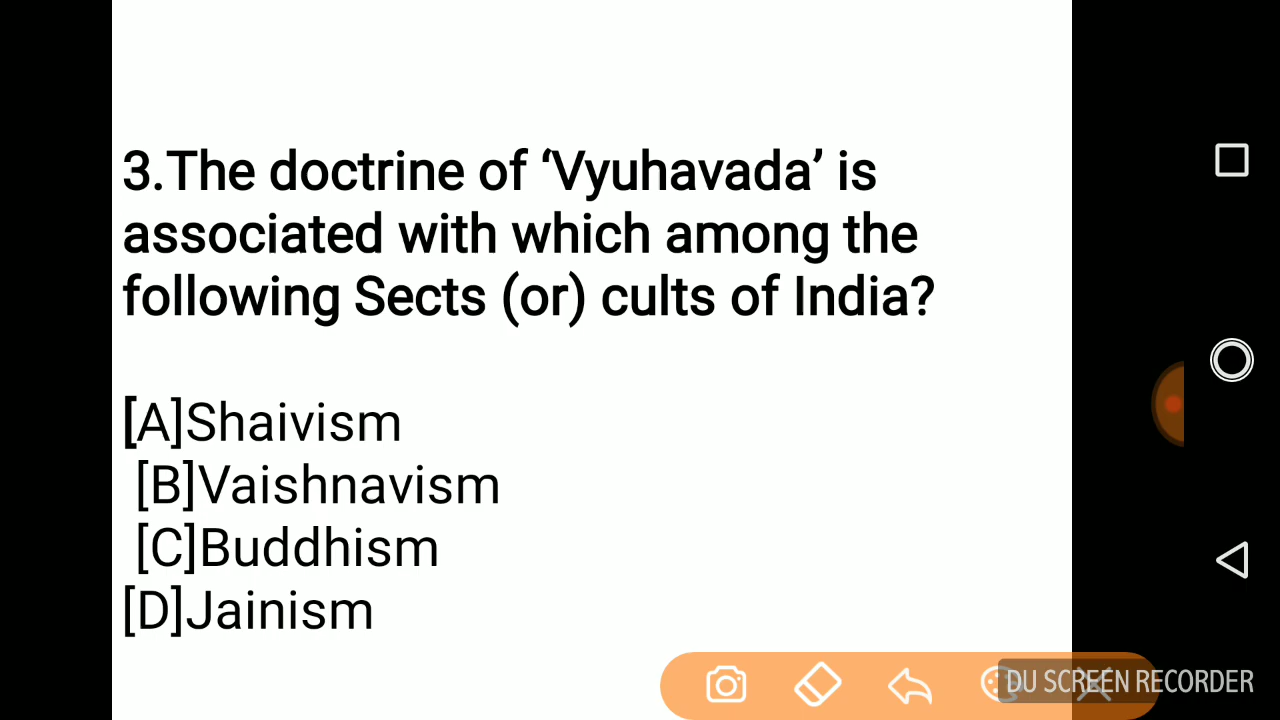 3.The doctrine of ‘Vyuhavada’ is
associated with which among the
following Sects (or) cults of India?
[A]Shaivism
[B]Vaishnavism
[C]Buddhism
[D]Jainism
DU SCREEN RECORDER